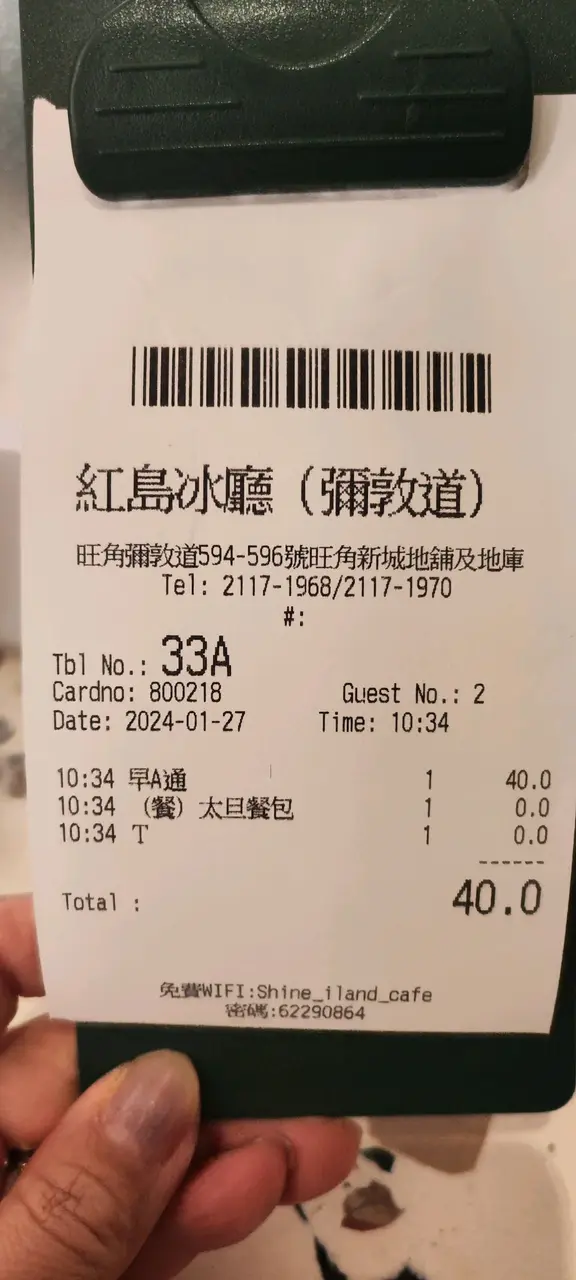 紅島冰廳（彌敦道）
旺角彌敦道594-596號旺角新城地舖及地庫
Tel: 2117-1968/2117-1970
#:
Tbl No.: 33A
Cardno: 800218 Guest No.: 2
Date: 2024-01-27 Time: 10:34
10:34 早A通 1 40.0
10:34 （餐）太旦餐包 1 0.0
10:34 T 1 0.0
------
Total : 40.0
免費WIFI:Shine_iland_cafe
密碼:62290864